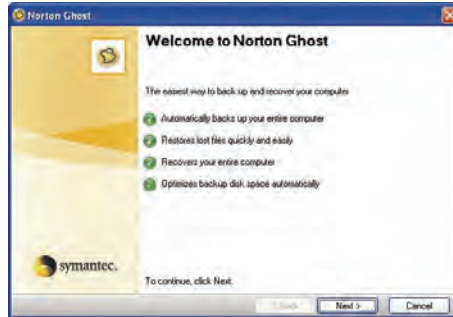 Norton Ghost
Welcome to Norton Ghost
The easiest way to back up and recover your computer
Automatically backs up your entire computer
Restores lost files quickly and easily
Recovers your entire computer
Optimizes backup disk space automatically
symantec.
To continue, click Next.
< Back Next > Cancel